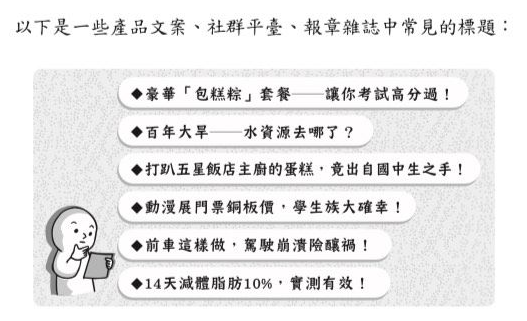 以下是一些產品文案、社群平臺、報章雜誌中常見的標題：
◆豪華「包糕粽」套餐——讓你考試高分過！
◆百年大旱——水資源去哪了？
◆打趴五星飯店主廚的蛋糕，竟出自國中生之手！
◆動漫展門票銅板價，學生族大確幸！
◆前車這樣做，駕駛崩潰險釀禍！
◆14天減體脂肪10%，實測有效！